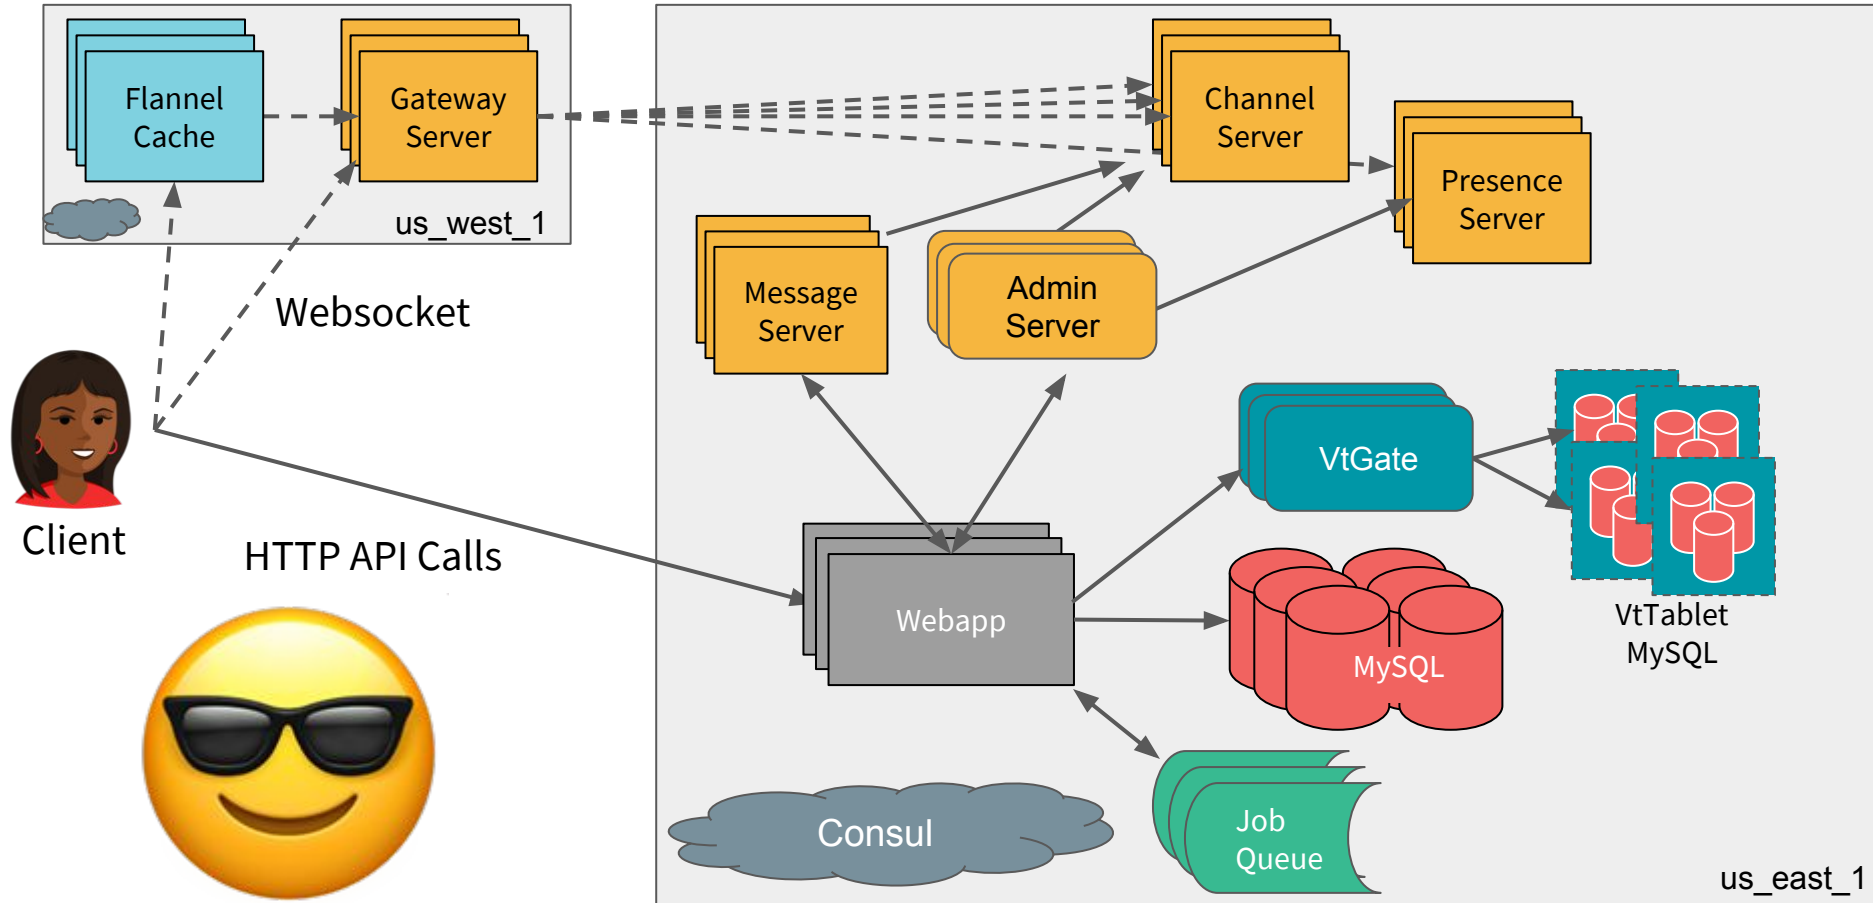 Flannel
Cache
Gateway
Server
us_west_1
Channel
Server
Presence
Server
Message
Server
Admin
Server
Websocket
Client
HTTP API Calls
VtGate
VtTablet
MySQL
Webapp
MySQL
Consul
Job
Queue
us_east_1